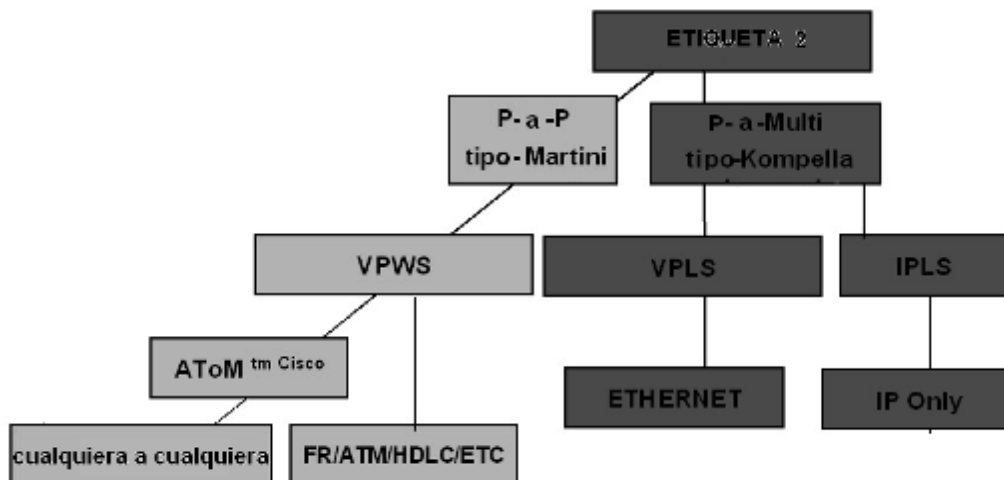 ETIQUETA 2
P-a-P
tipo-Martini
P-a-Multi
tipo-Kompella
VPWS
VPLS
IPLS
AToM tm Cisco
ETHERNET
IP Only
cualquiera a cualquiera
FR/ATM/HDLC/ETC